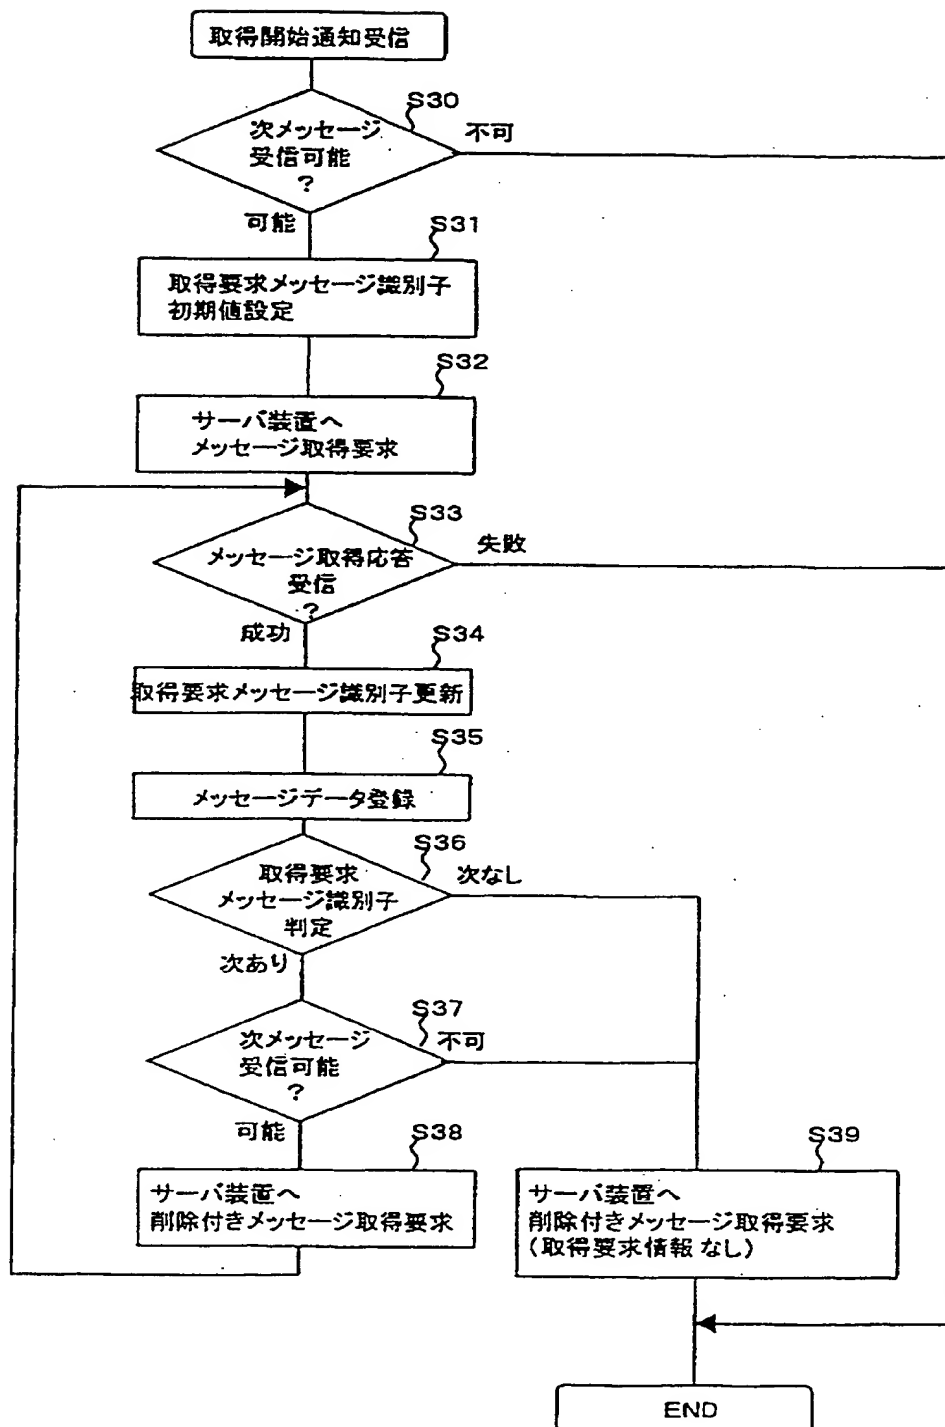 取得開始通知受信
S30
次メッセージ
受信可能
?
不可
可能
S31
取得要求メッセージ識別子
初期値設定
S32
サーバ装置へ
メッセージ取得要求
S33
メッセージ取得応答
受信
?
失敗
成功
S34
取得要求メッセージ識別子更新
S35
メッセージデータ登録
S36
取得要求
メッセージ識別子
判定
次なし
次あり
S37
次メッセージ
受信可能
?
不可
可能
S38
サーバ装置へ
削除付きメッセージ取得要求
S39
サーバ装置へ
削除付きメッセージ取得要求
(取得要求情報なし)
END